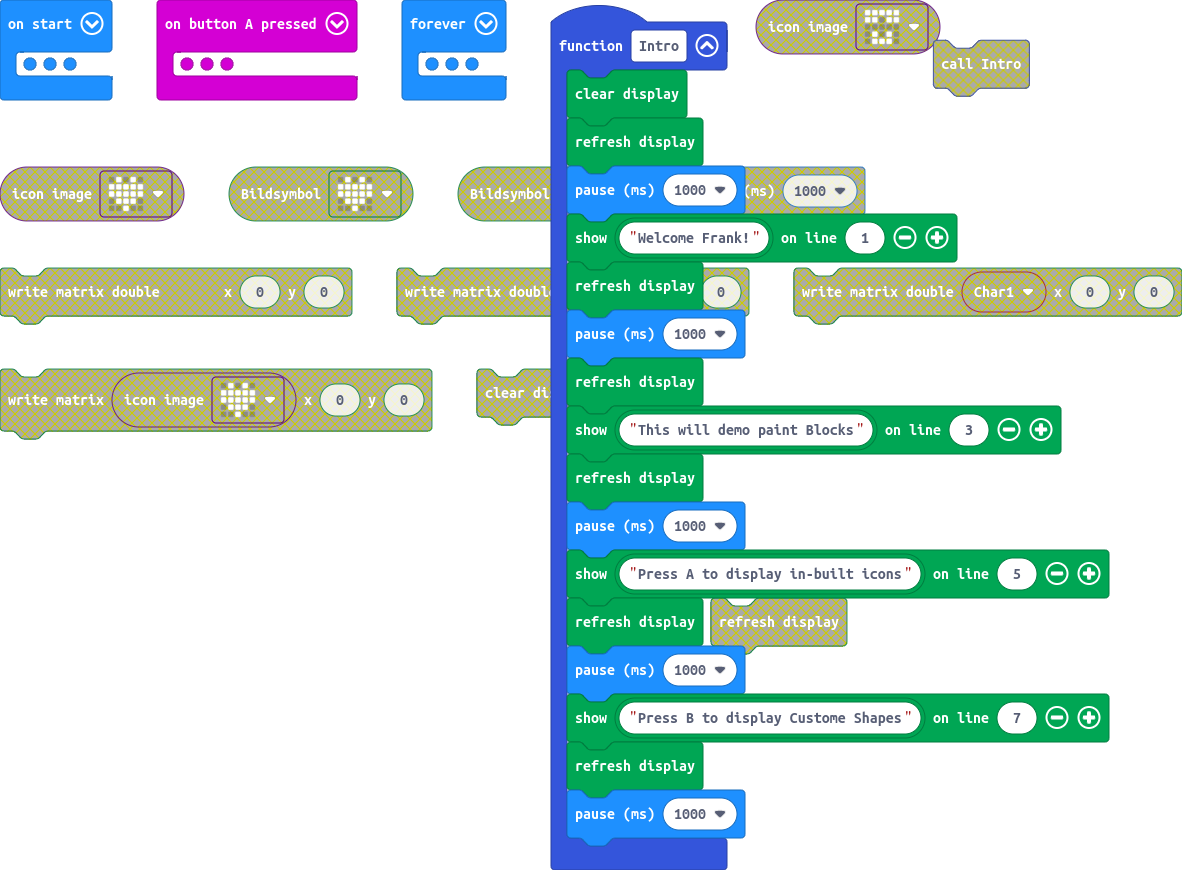 on start
on button A pressed
forever
function Intro
icon image
call Intro
clear display
refresh display
icon image
Bildsymbol
Bildsymbol
pause (ms) 1000
(ms) 1000
show "Welcome Frank!" on line 1
refresh display
write matrix double x 0 y 0
write matrix double
0
write matrix double Char1 x 0 y 0
pause (ms) 1000
refresh display
write matrix icon image x 0 y 0
clear di
show "This will demo paint Blocks" on line 3
refresh display
pause (ms) 1000
show "Press A to display in-built icons" on line 5
refresh display
refresh display
pause (ms) 1000
show "Press B to display Custome Shapes" on line 7
refresh display
pause (ms) 1000